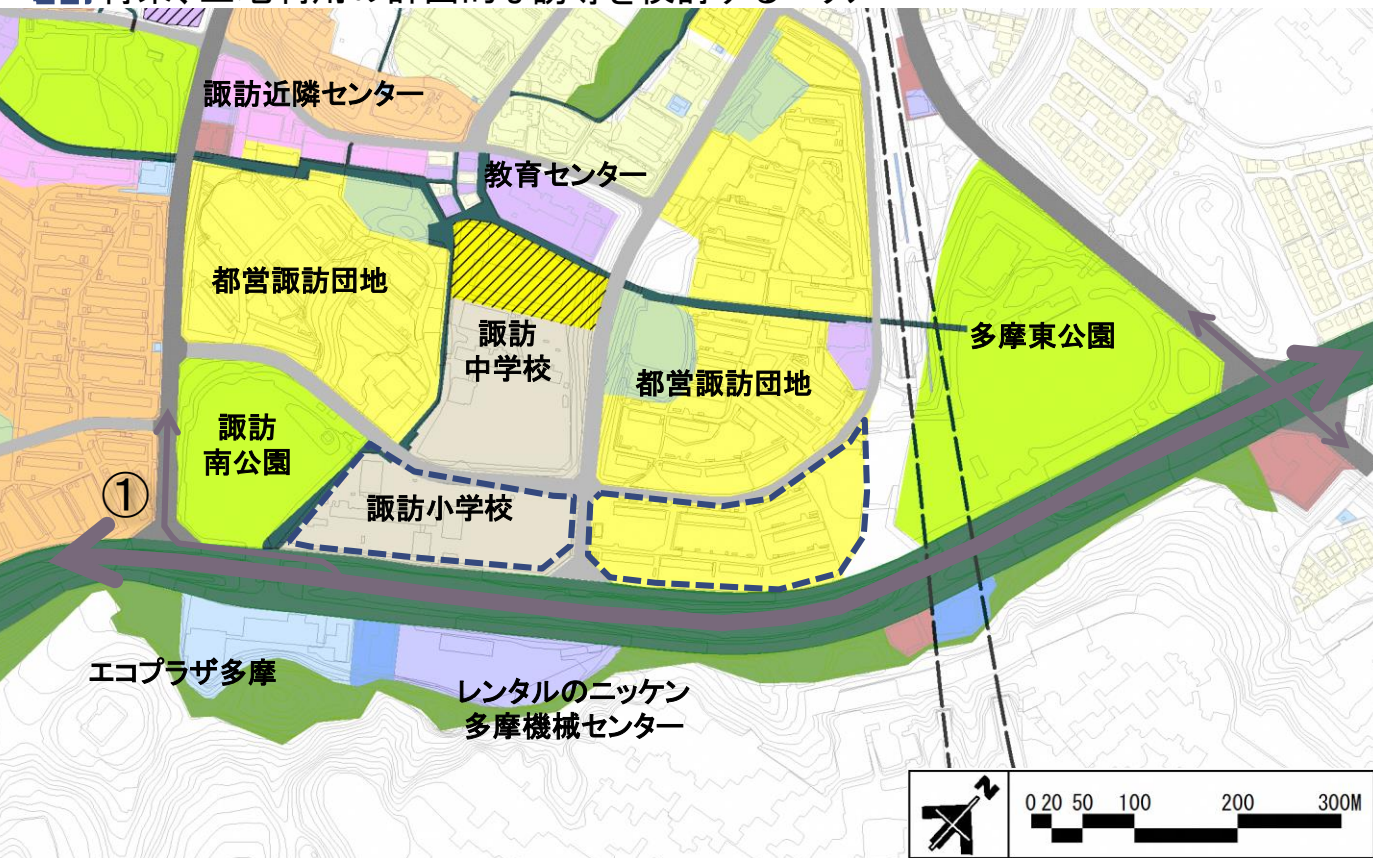 諏訪近隣センター
教育センター
都営諏訪団地
諏訪
中学校
多摩東公園
都営諏訪団地
諏訪
南公園
①
諏訪小学校
エコプラザ多摩
レンタルのニッケン
多摩機械センター
N
0 20 50 100 200 300M